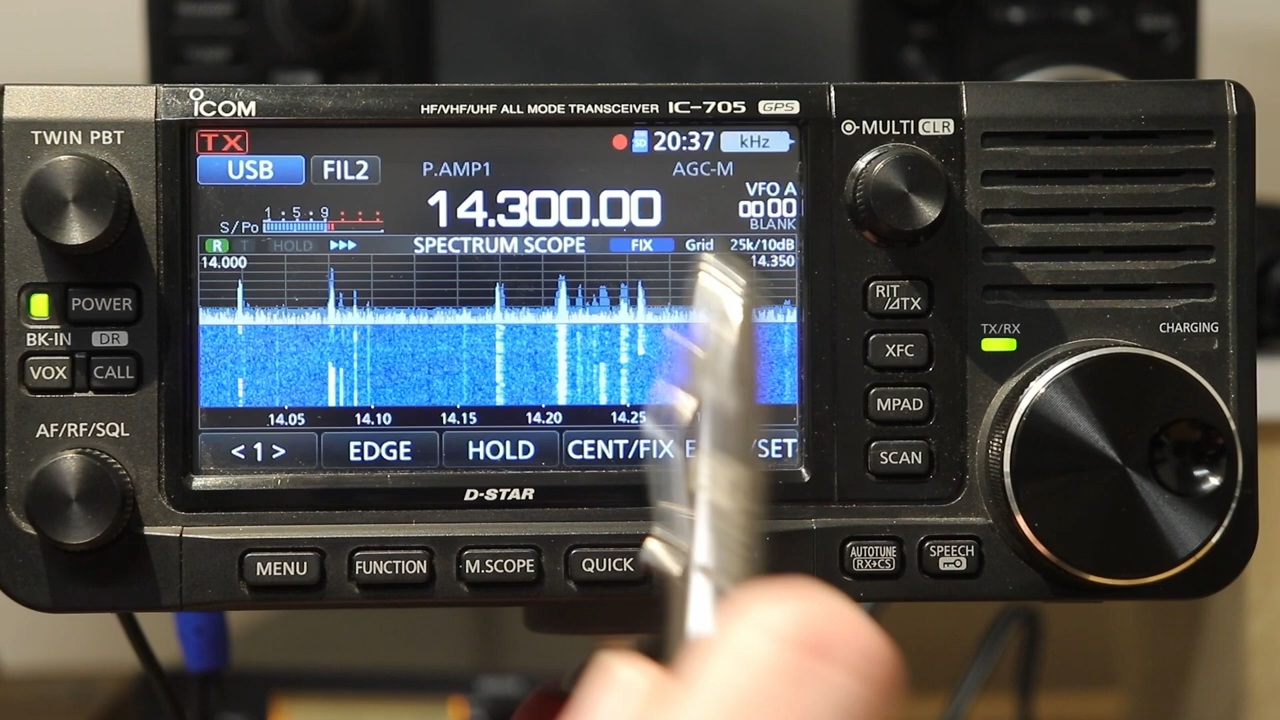 ICOM HF/VHF/UHF ALL MODE TRANSCEIVER IC-705 GPS
TWIN PBT
TX 20:37 kHz
USB FIL2 P.AMP1 AGC-M
14.300.00 VFO A
00 00
BLANK
S/Po 1 5 9
R T HOLD SPECTRUM SCOPE FIX Grid 25k/10dB
14.000 14.350
14.05 14.10 14.15 14.20 14.25
<1> EDGE HOLD CENT/FIX E /SET
D-STAR
POWER
BK-IN DR
VOX CALL
AF/RF/SQL
MULTI CLR
RIT/⊿TX
XFC
MPAD
SCAN
TX/RX CHARGING
MENU FUNCTION M.SCOPE QUICK
AUTOTUNE
RX→CS
SPEECH